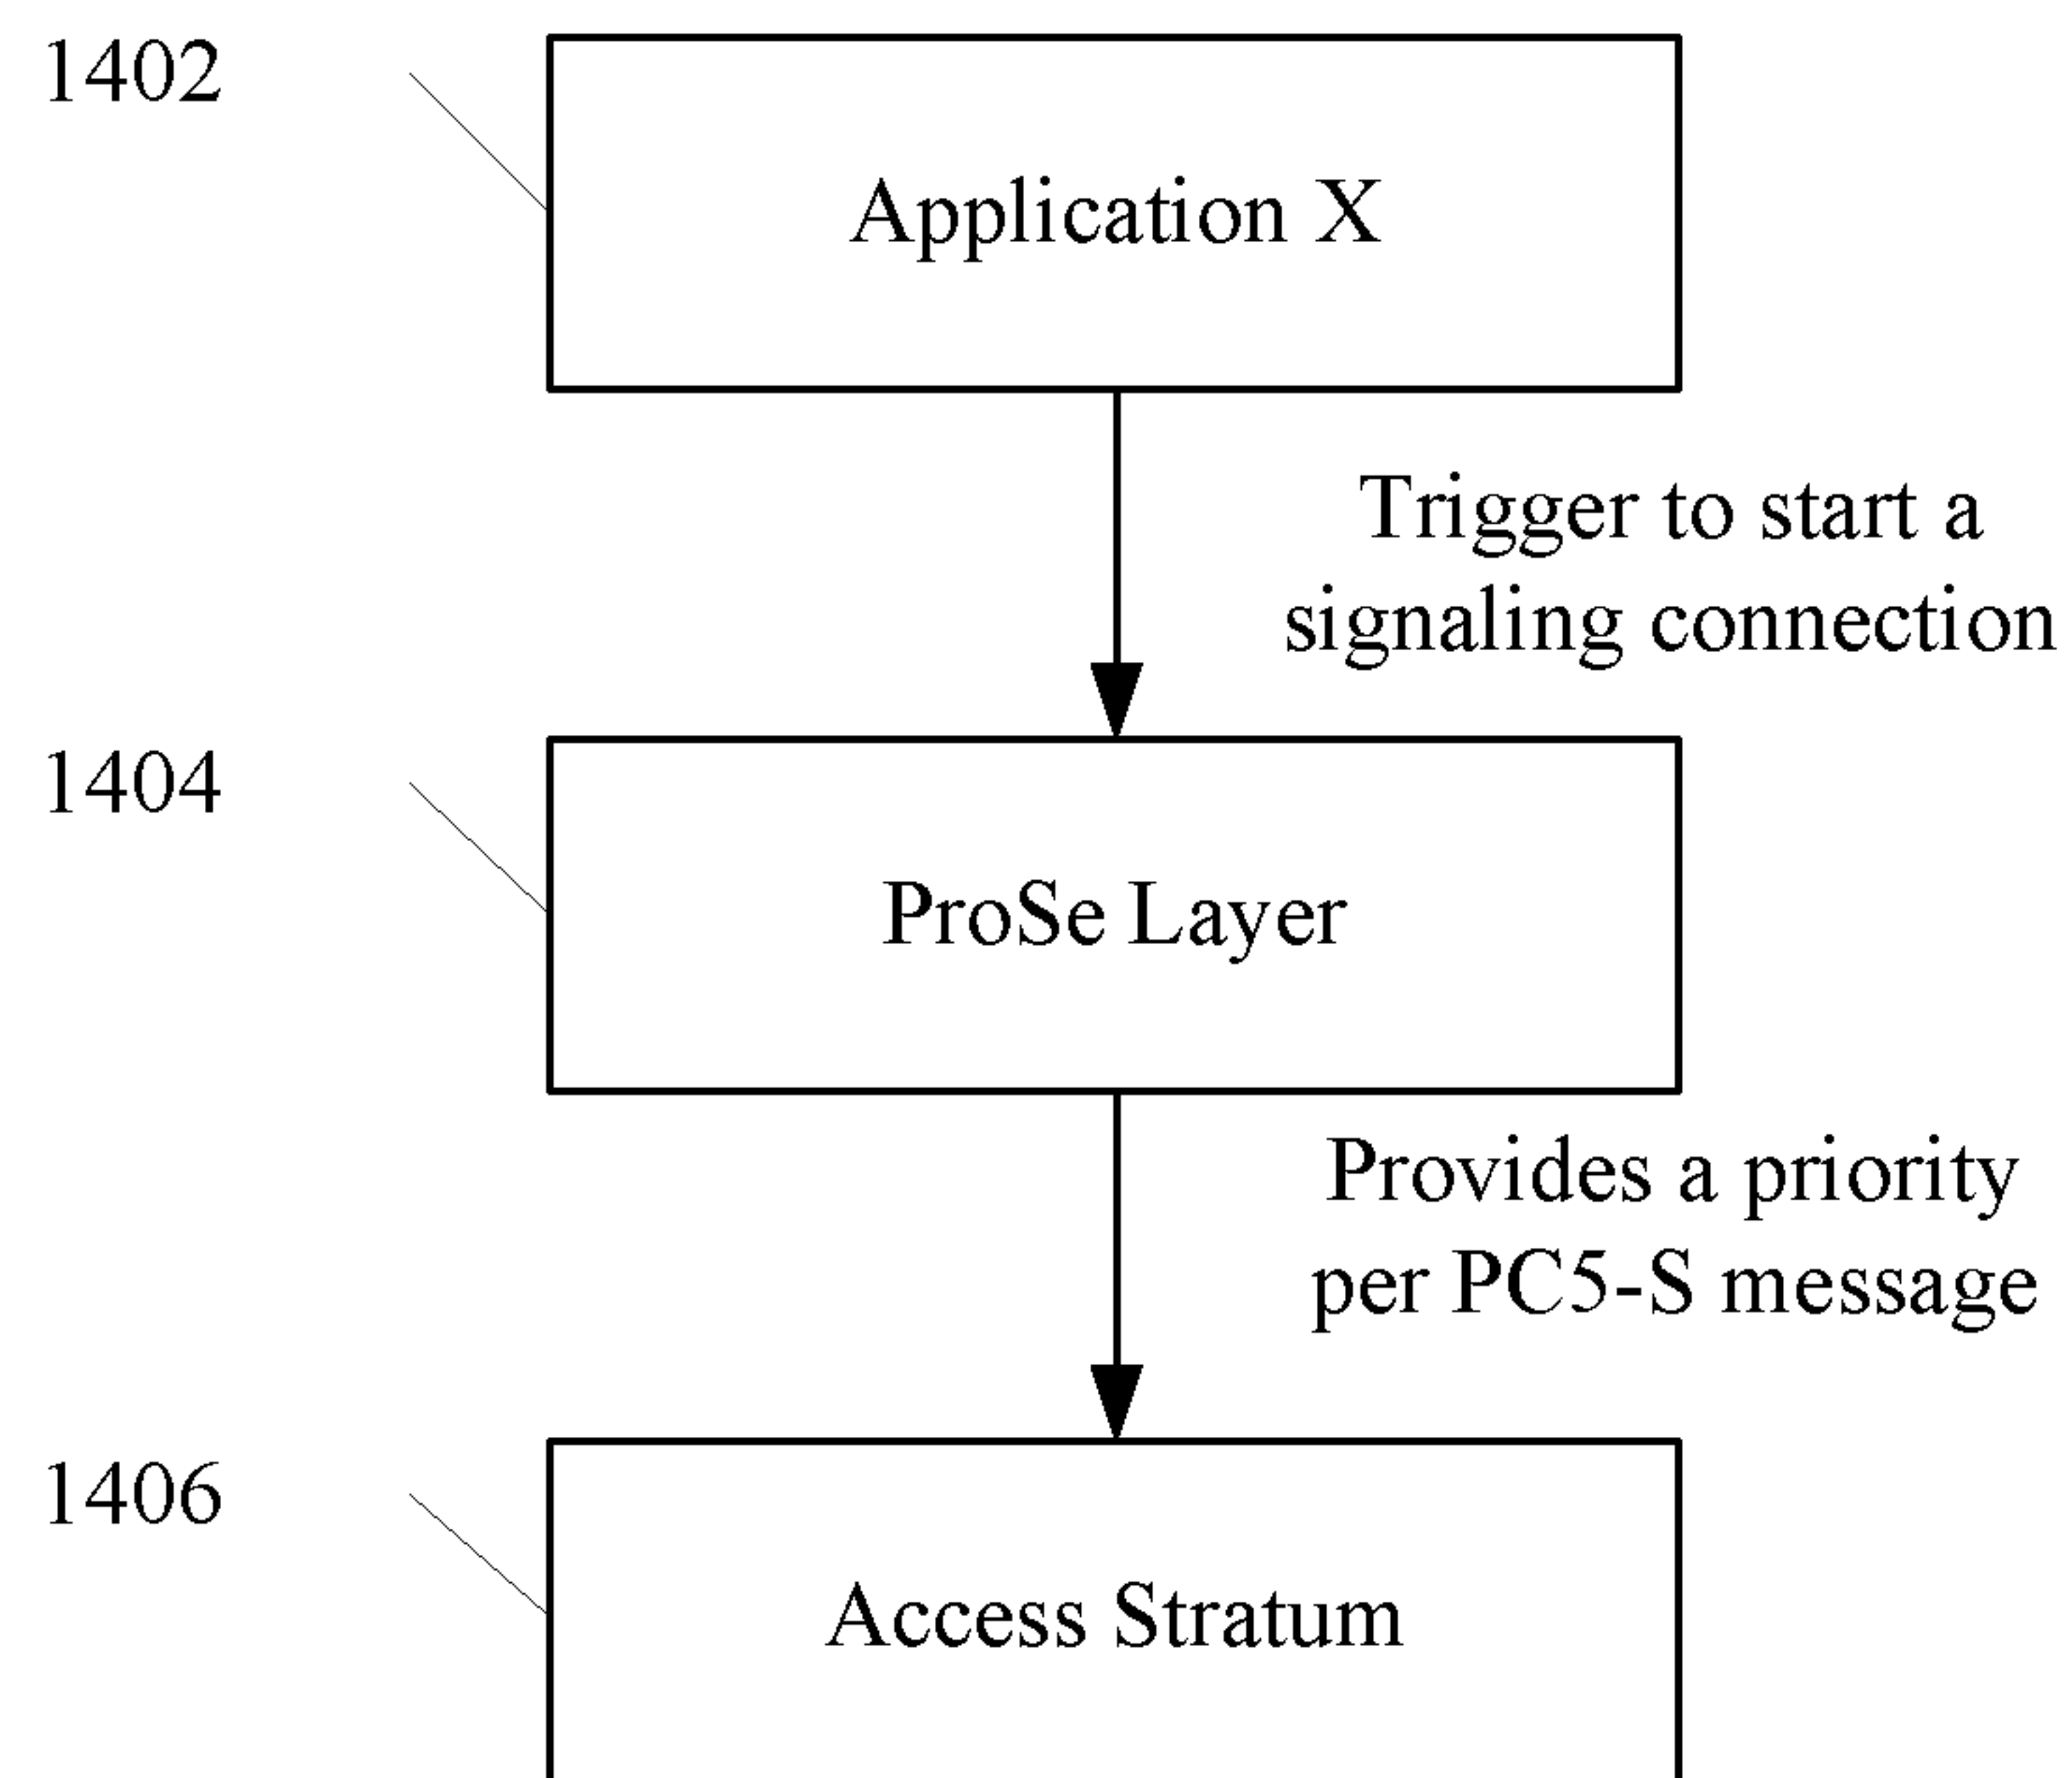 1402
Application X
Trigger to start a
signaling connection
1404
ProSe Layer
Provides a priority
per PC5-S message
1406
Access Stratum